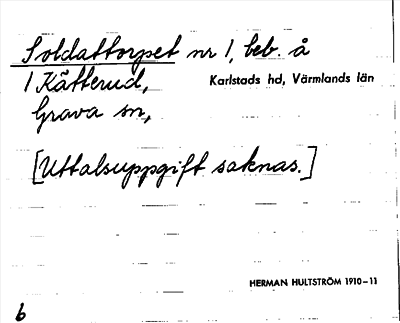 Soldattorpet nr 1, beb. å
1 Kätterud, Karlstads hd, Värmlands län
Grava sn,
[Uttalsuppgift saknas.]
HERMAN HULTSTRÖM 1910–11
b